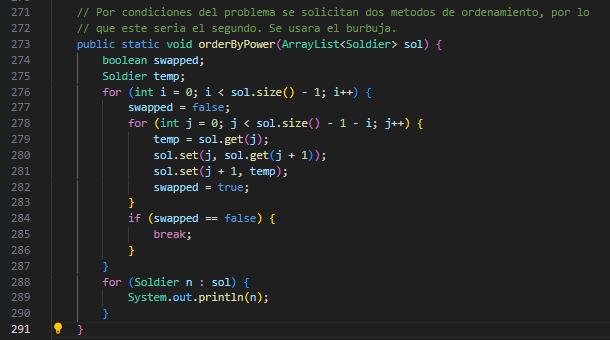 271 // Por condiciones del problema se solicitan dos metodos de ordenamiento, por lo
272 // que este seria el segundo. Se usara el burbuja.
273 public static void orderByPower(ArrayList<Soldier> sol) {
274 boolean swapped;
275 Soldier temp;
276 for (int i = 0; i < sol.size() - 1; i++) {
277 swapped = false;
278 for (int j = 0; j < sol.size() - 1 - i; j++) {
279 temp = sol.get(j);
280 sol.set(j, sol.get(j + 1));
281 sol.set(j + 1, temp);
282 swapped = true;
283 }
284 if (swapped == false) {
285 break;
286 }
287 }
288 for (Soldier n : sol) {
289 System.out.println(n);
290 }
291 }